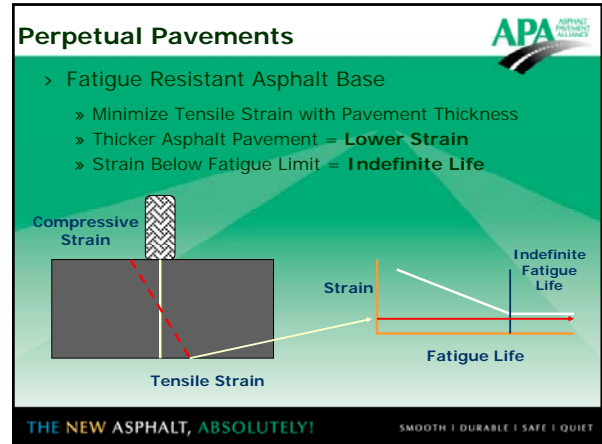 Perpetual Pavements
APA ASPHALT
PAVEMENT
ALLIANCE
› Fatigue Resistant Asphalt Base
» Minimize Tensile Strain with Pavement Thickness
» Thicker Asphalt Pavement = Lower Strain
» Strain Below Fatigue Limit = Indefinite Life
Compressive
Strain
Tensile Strain
Strain
Indefinite
Fatigue
Life
Fatigue Life
THE NEW ASPHALT, ABSOLUTELY!
SMOOTH I DURABLE I SAFE I QUIET